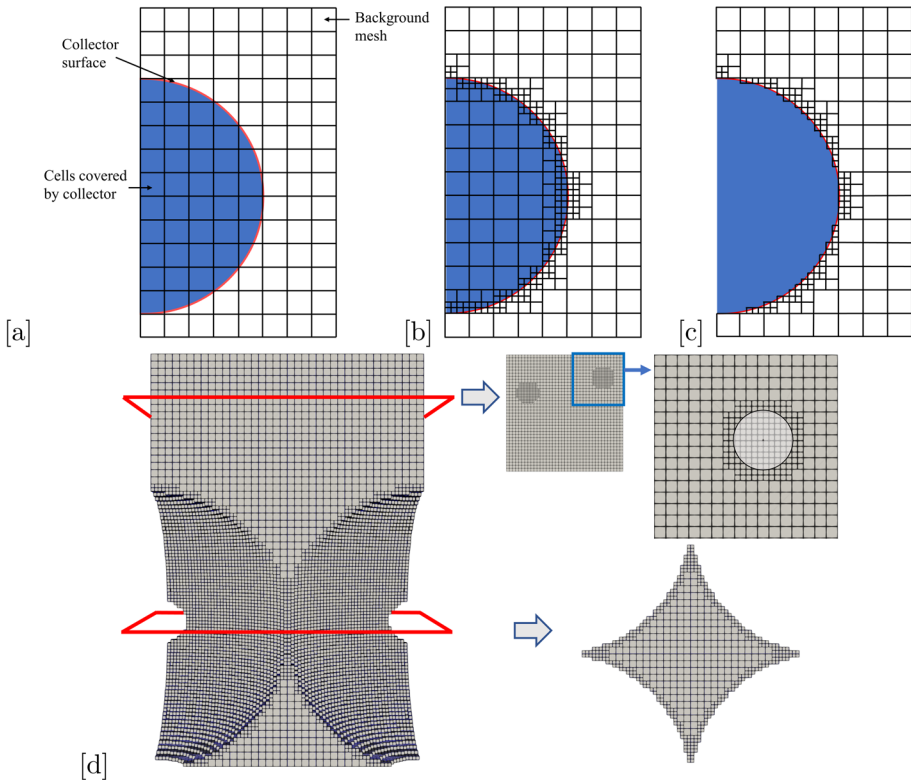 Background
mesh
Collector
surface
Cells covered
by collector
[a]
[b]
[c]
[d]